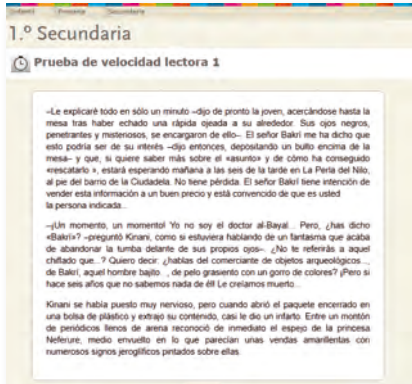 Infantil Primaria Secundaria
1.º Secundaria
Prueba de velocidad lectora 1
–Le explicaré todo en sólo un minuto –dijo de pronto la joven, acercándose hasta la
mesa tras haber echado una rápida ojeada a su alrededor. Sus ojos negros,
penetrantes y misteriosos, se encargaron de ello–. El señor Bakrí me ha dicho que
esto podría ser de su interés –dijo entonces, depositando un bulto encima de la
mesa– y que, si quiere saber más sobre el «asunto» y de cómo ha conseguido
«rescatarlo », estará esperando mañana a las seis de la tarde en La Perla del Nilo,
al pie del barrio de la Ciudadela. No tiene pérdida. El señor Bakrí tiene intención de
vender esta información a un buen precio y está convencido de que es usted
la persona indicada..
–¡Un momento, un momento! Yo no soy el doctor al-Bayal... Pero, ¿has dicho
«Bakrí»? –preguntó Kinani, como si estuviera hablando de un fantasma que acaba
de abandonar la tumba delante de sus propios ojos–. ¿No te referirás a aquel
chiflado que...? Quiero decir: ¿hablas del comerciante de objetos arqueológicos...,
de Bakrí, aquel hombre bajito..., de pelo grasiento con un gorro de colores? ¡Pero si
hace seis años que no sabemos nada de él! Le creíamos muerto...
Kinani se había puesto muy nervioso, pero cuando abrió el paquete encerrado en
una bolsa de plástico y extrajo su contenido, casi le dio un infarto. Entre un montón
de periódicos llenos de arena reconoció de inmediato el espejo de la princesa
Neferure, medio envuelto en lo que parecían unas vendas amarillentas con
numerosos signos jeroglíficos pintados sobre ellas.